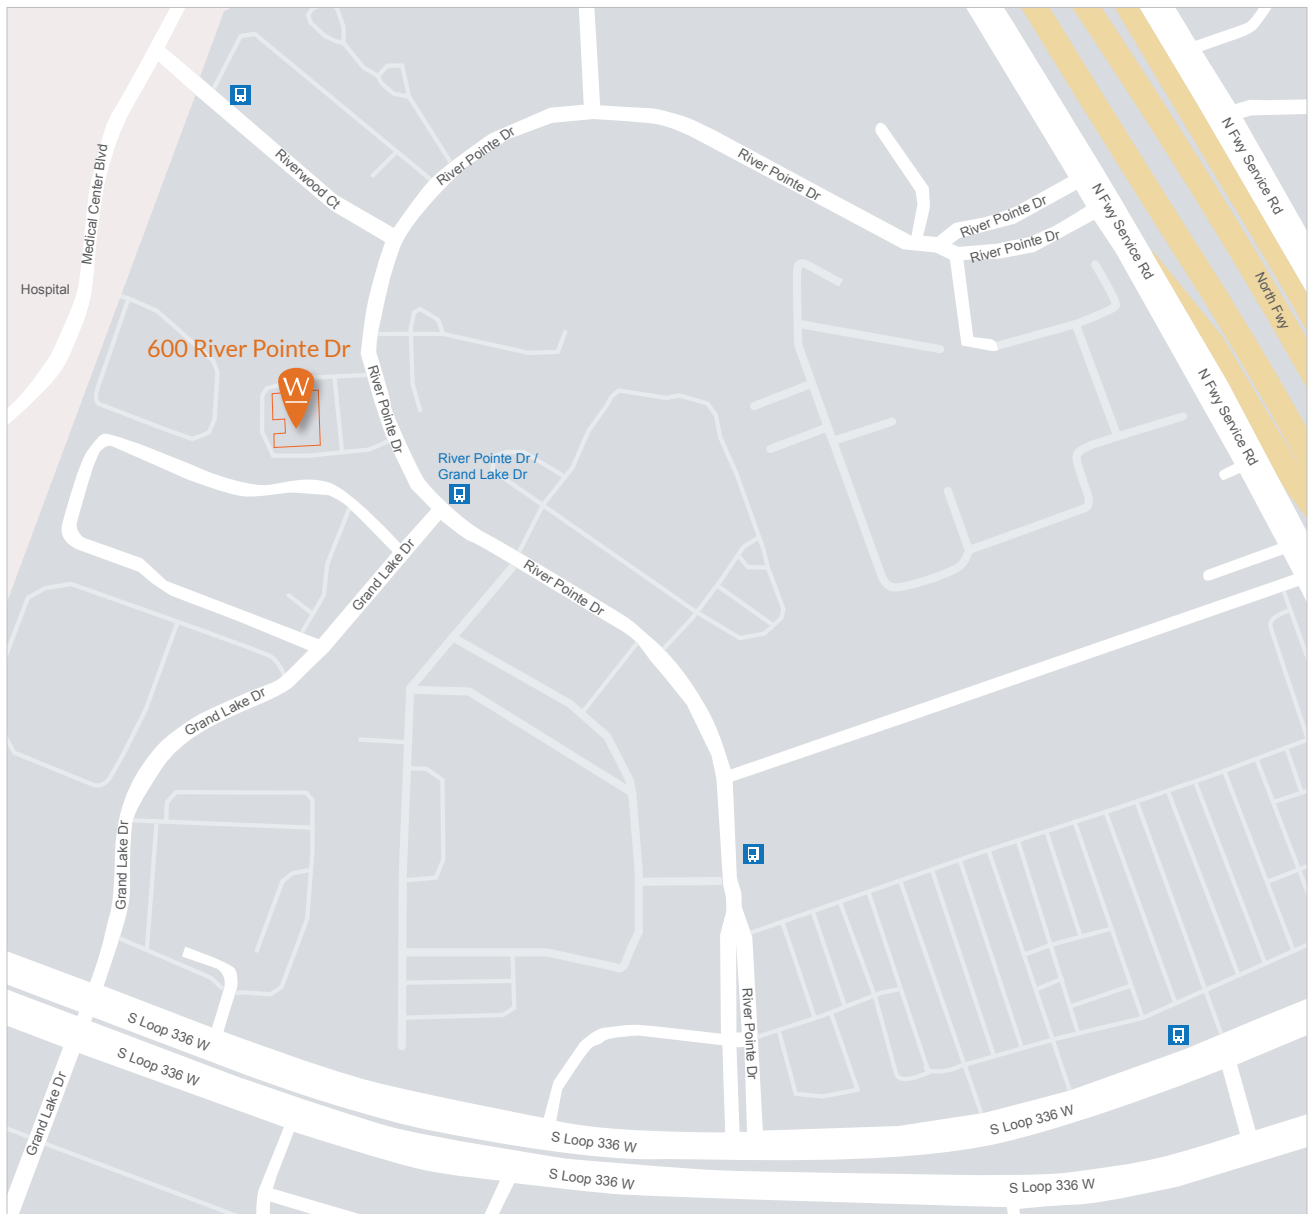 N Fwy Service Rd
River Pointe Dr
River Pointe Dr
Riverwood Ct
Medical Center Blvd
N Fwy Service Rd
River Pointe Dr
River Pointe Dr
Hospital
North Fwy
600 River Pointe Dr
W
River Pointe Dr
N Fwy Service Rd
River Pointe Dr /
Grand Lake Dr
Grand Lake Dr
River Pointe Dr
Grand Lake Dr
Grand Lake Dr
River Pointe Dr
S Loop 336 W
S Loop 336 W
Grand Lake Dr
S Loop 336 W
S Loop 336 W
S Loop 336 W
S Loop 336 W